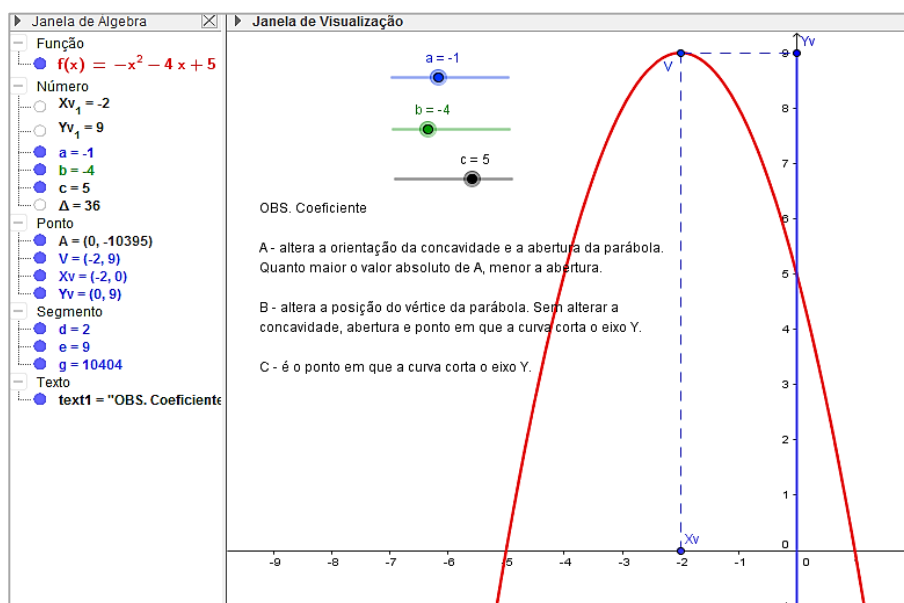 Janela de Álgebra
Função
f(x) = −x² − 4 x + 5
Número
Xv₁ = -2
Yv₁ = 9
a = -1
b = -4
c = 5
Δ = 36
Ponto
A = (0, -10395)
V = (-2, 9)
Xv = (-2, 0)
Yv = (0, 9)
Segmento
d = 2
e = 9
g = 10404
Texto
text1 = "OBS. Coeficiente
Janela de Visualização
a = -1
b = -4
c = 5
OBS. Coeficiente
A - altera a orientação da concavidade e a abertura da parábola.
Quanto maior o valor absoluto de A, menor a abertura.
B - altera a posição do vértice da parábola. Sem alterar a
concavidade, abertura e ponto em que a curva corta o eixo Y.
C - é o ponto em que a curva corta o eixo Y.
V
Yv
9
8
7
6
5
4
3
2
1
0
Xv
-9
-8
-7
-6
-5
-4
-3
-2
-1
0